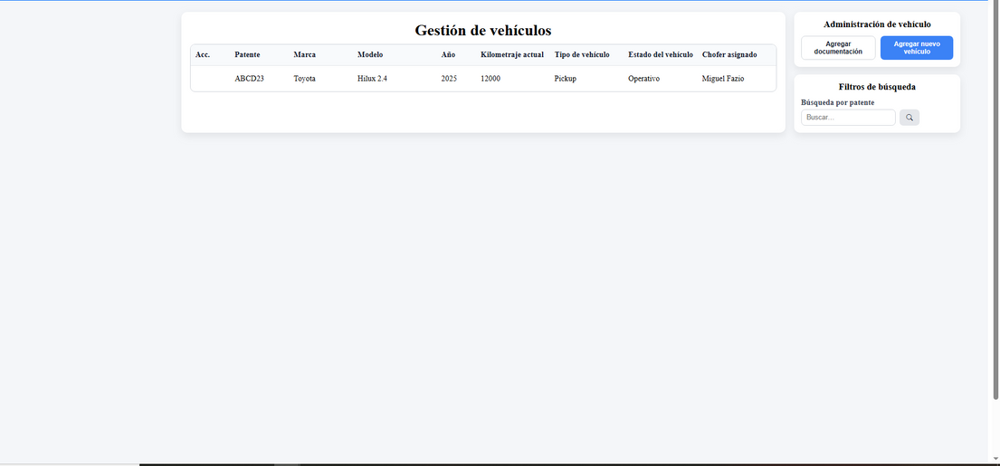 Gestión de vehículos
Acc. Patente Marca Modelo Año Kilometraje actual Tipo de vehículo Estado del vehículo Chofer asignado
ABCD23 Toyota Hilux 2.4 2025 12000 Pickup Operativo Miguel Fazio
Administración de vehículo
Agregar
documentación
Agregar nuevo
vehículo
Filtros de búsqueda
Búsqueda por patente
Buscar...